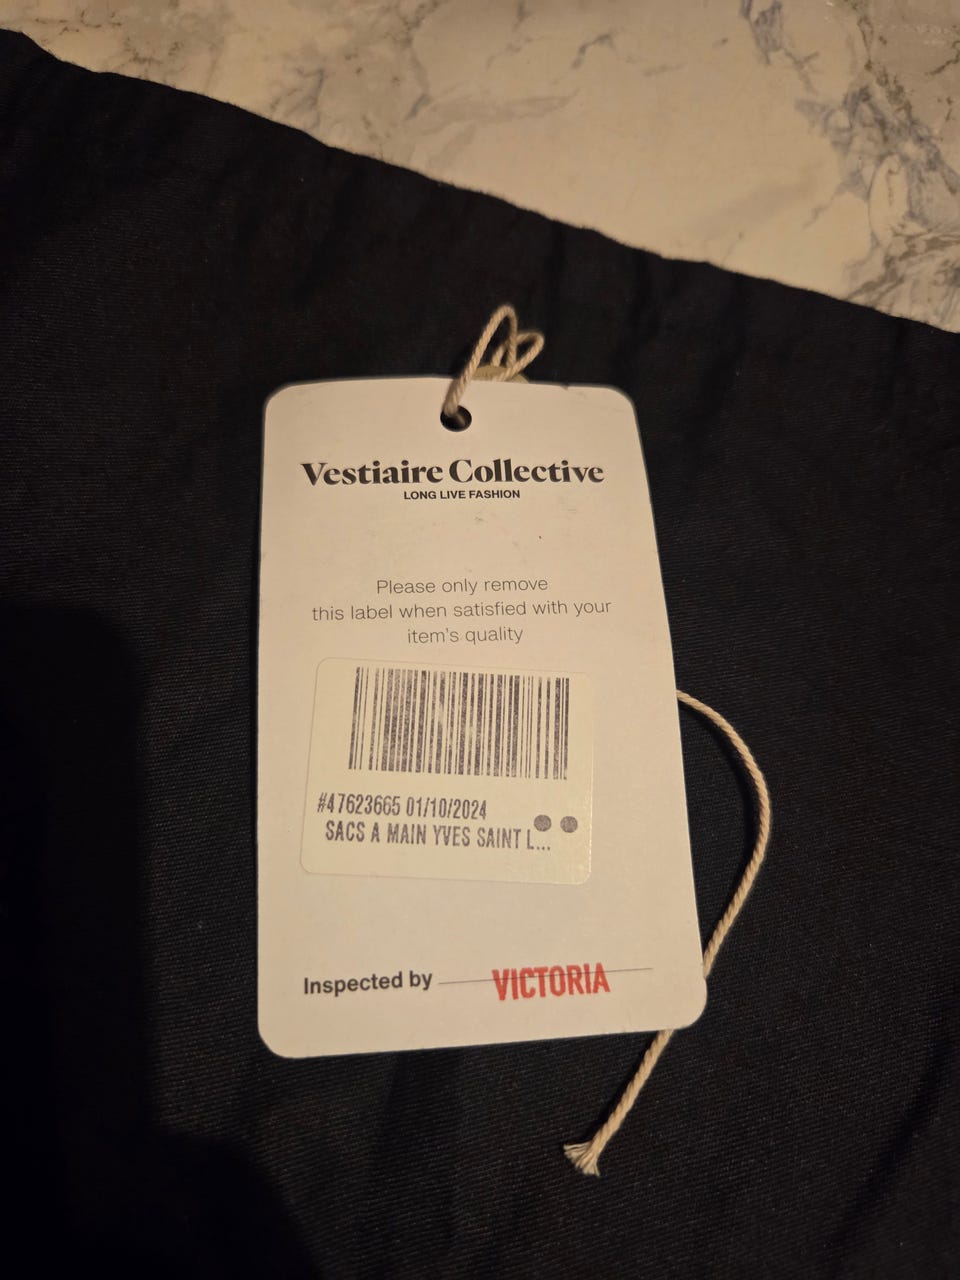 Vestiaire Collective
LONG LIVE FASHION
Please only remove
this label when satisfied with your
item's quality
#47623665 01/10/2024
SACS A MAIN YVES SAINT L...
Inspected by VICTORIA